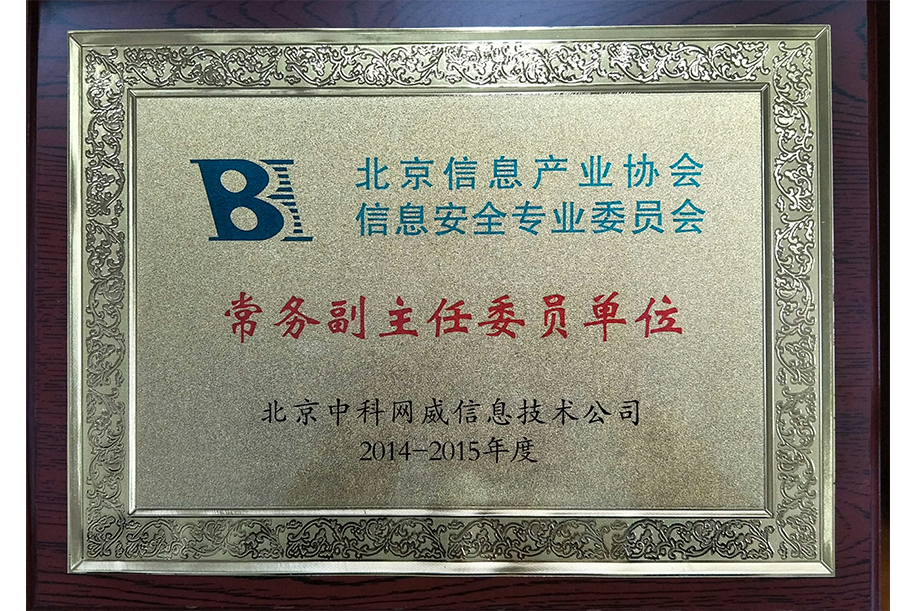 B
北京信息产业协会
信息安全专业委员会
常务副主任委员单位
北京中科网威信息技术公司
2014-2015年度